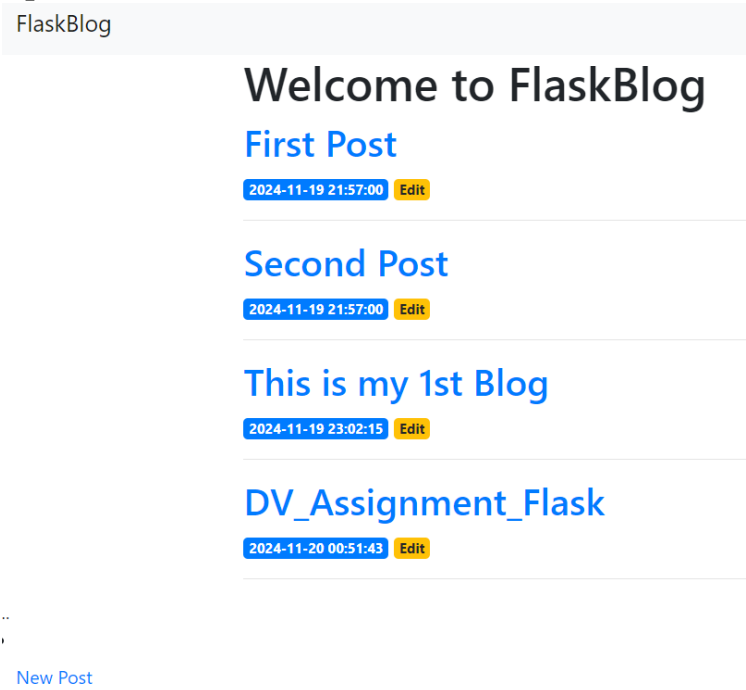 FlaskBlog
Welcome to FlaskBlog
First Post
2024-11-19 21:57:00 Edit
Second Post
2024-11-19 21:57:00 Edit
This is my 1st Blog
2024-11-19 23:02:15 Edit
DV_Assignment_Flask
2024-11-20 00:51:43 Edit
..
,
New Post